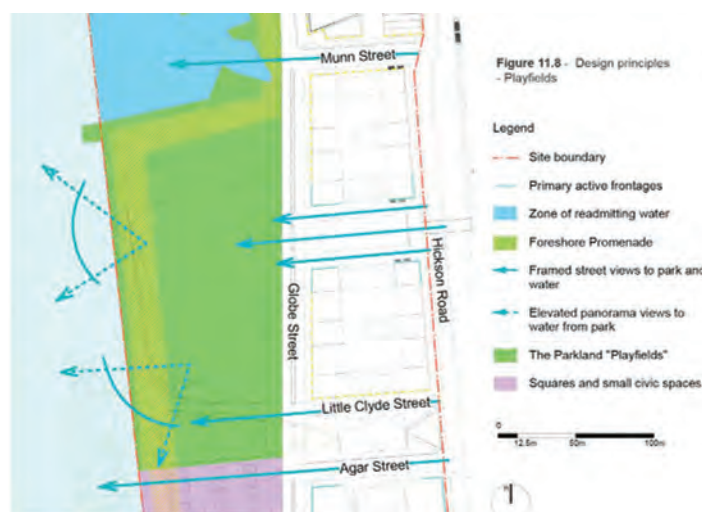 Munn Street
Globe Street
Hickson Road
Little Clyde Street
Agar Street
Figure 11.8 - Design principles
- Playfields
Legend
Site boundary
Primary active frontages
Zone of readmitting water
Foreshore Promenade
Framed street views to park and
water
Elevated panorama views to
water from park
The Parkland "Playfields"
Squares and small civic spaces
0
12.5m 50m 100m